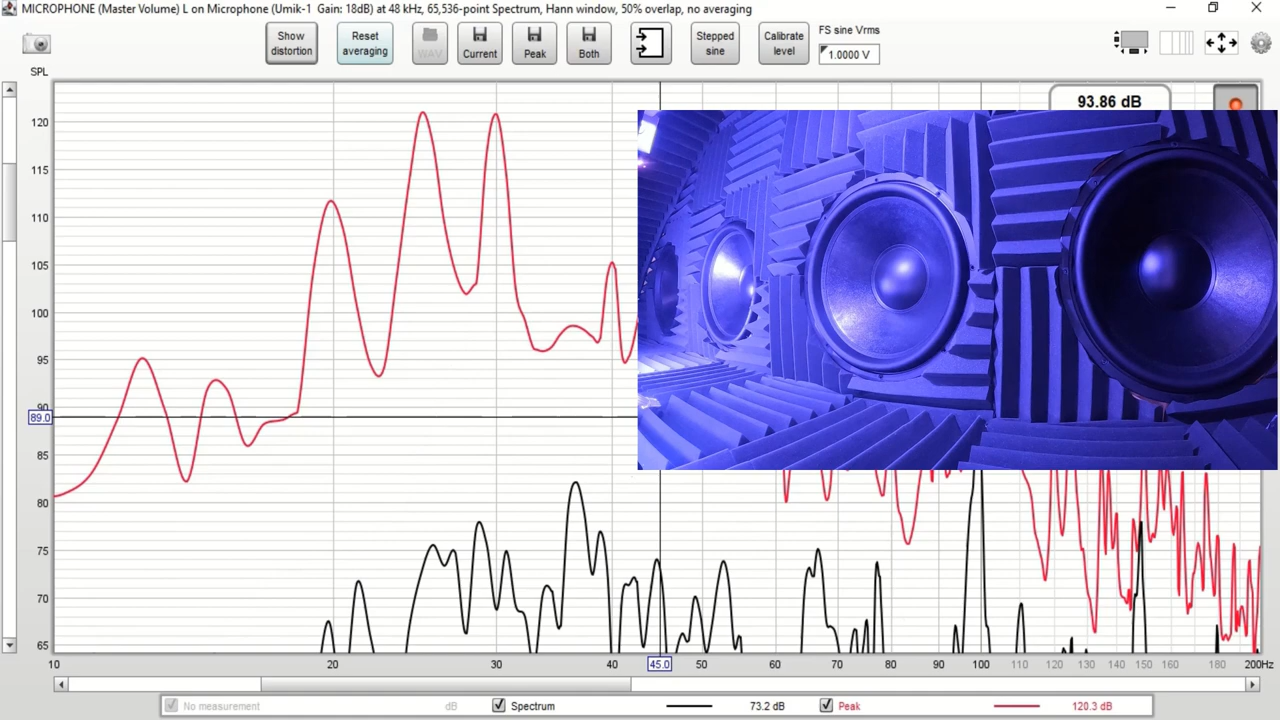 MICROPHONE (Master Volume) L on Microphone (Umik-1 Gain: 18dB) at 48 kHz, 65,536-point Spectrum, Hann window, 50% overlap, no averaging
Show distortion
Reset averaging
WAV
Current
Peak
Both
Stepped sine
Calibrate level
FS sine Vrms
1.0000 V
SPL
93.86 dB
120
115
110
105
100
95
90
89.0
85
80
75
70
65
10
20
30
40
45.0
50
60
70
80
90
100
110
120
130
140
150
160
180
200Hz
No measurement
dB
Spectrum
73.2 dB
Peak
120.3 dB